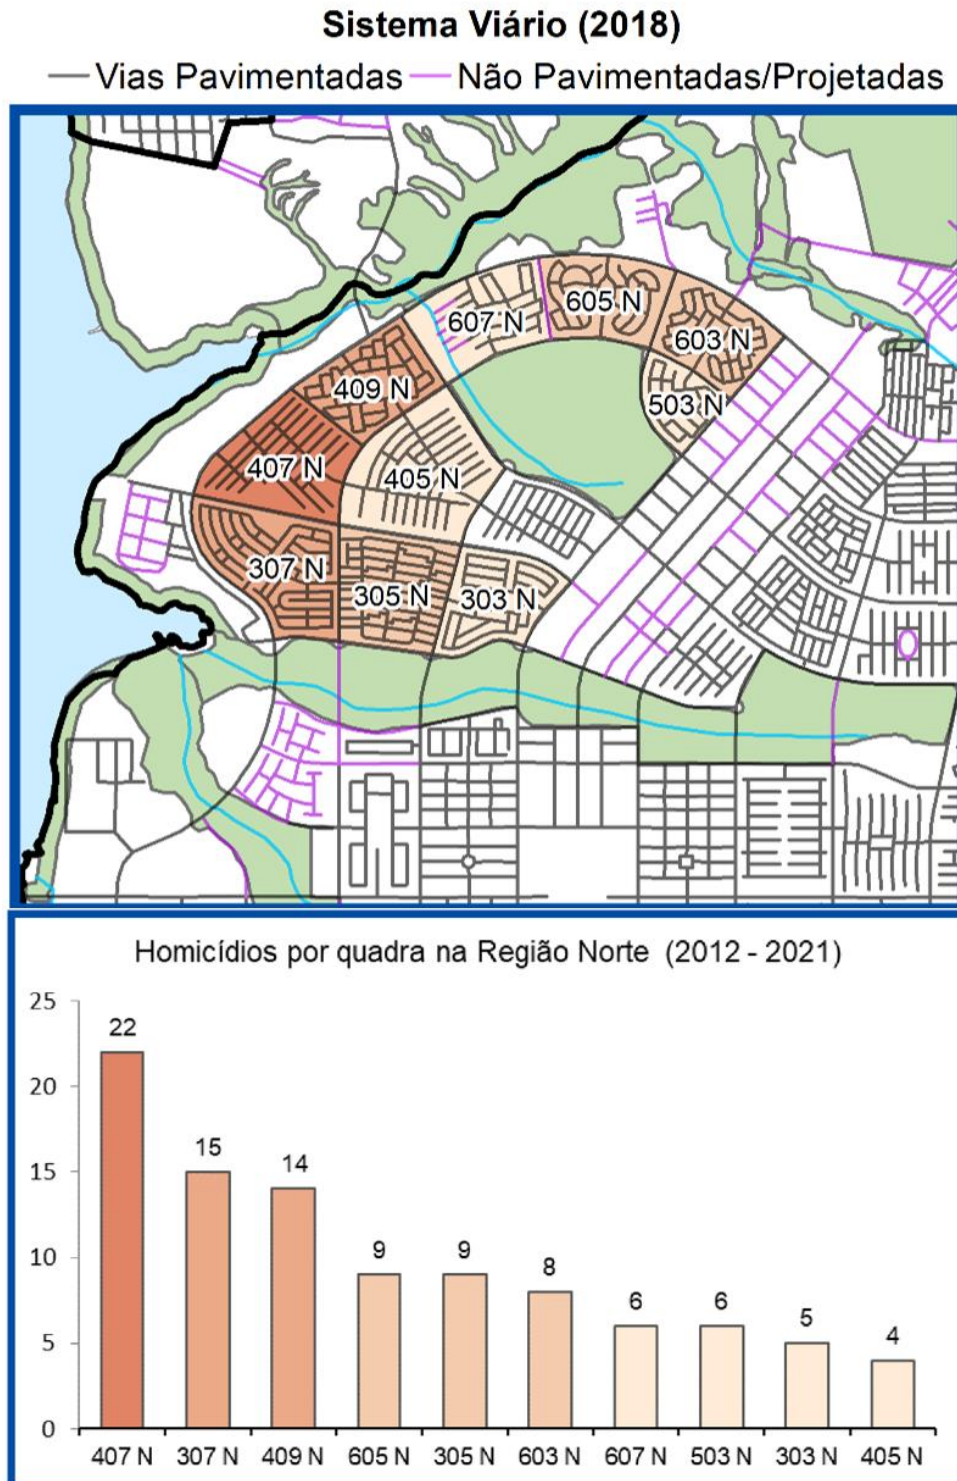 Sistema Viário (2018)
Vias Pavimentadas Não Pavimentadas/Projetadas
605 N
607 N
603 N
409 N
503 N
407 N
405 N
307 N
305 N
303 N
Homicídios por quadra na Região Norte (2012 - 2021)
25
22
20
15
14
15
10
9
9
8
6
6
5
4
5
0
407 N 307 N 409 N 605 N 305 N 603 N 607 N 503 N 303 N 405 N